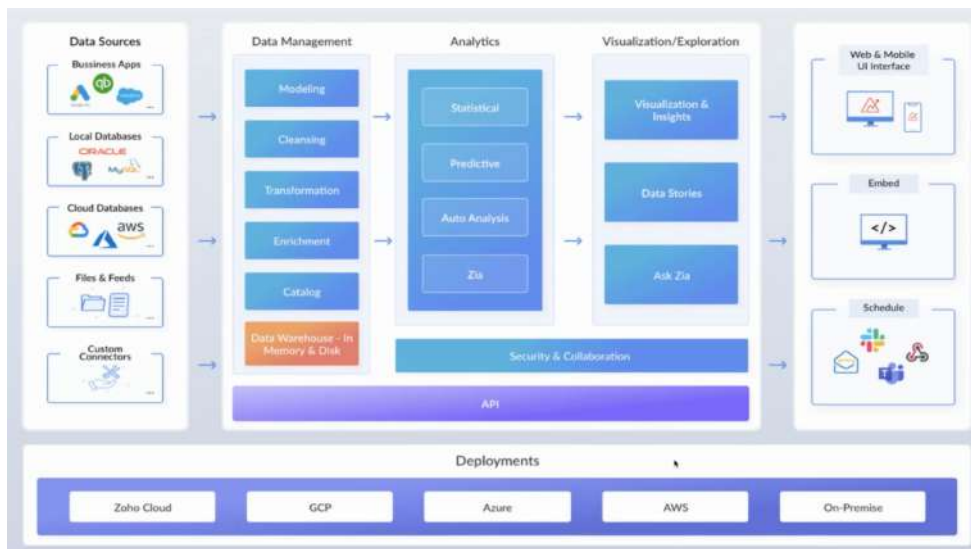 Data Sources
Bussiness Apps
qb
Local Databases
ORACLE
MySQL
Cloud Databases
aws
Files & Feeds
Custom
Connectors
Data Management
Modeling
Cleansing
Transformation
Enrichment
Catalog
Data Warehouse - In
Memory & Disk
Analytics
Statistical
Predictive
Auto Analysis
Zia
Visualization/Exploration
Visualization &
Insights
Data Stories
Ask Zia
Security & Collaboration
API
Web & Mobile
UI Interface
Embed
</>
Schedule
Deployments
Zoho Cloud
GCP
Azure
AWS
On-Premise